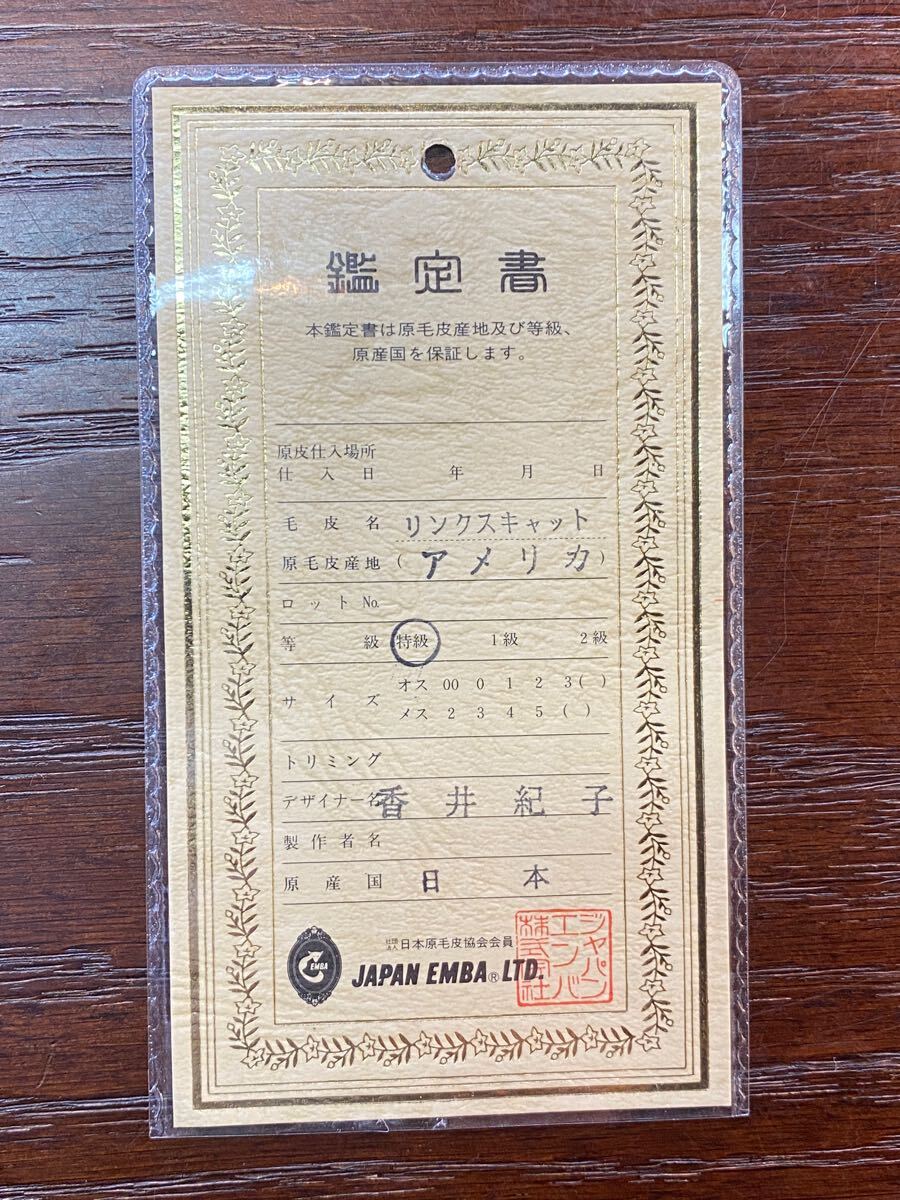 鑑定書
本鑑定書は原毛皮産地及び等級、
原産国を保証します。
原皮仕入場所
仕入日 年 月 日
毛皮名 リンクスキャット
原毛皮産地 (アメリカ)
ロットNo.
等級 特級 1級 2級
サイズ オス 00 0 1 2 3( )
メス 2 3 4 5 ( )
トリミング
デザイナー名 香井紀子
製作者名
原産国 日本
社団法人 日本原毛皮協会会員
EMBA JAPAN EMBA® LTD.
ジャパンエンバ株式会社